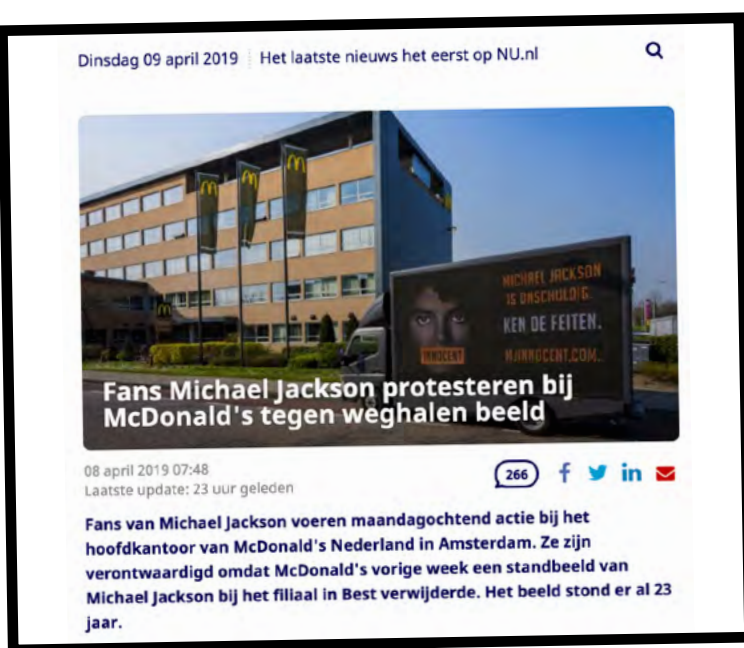 Dinsdag 09 april 2019 Het laatste nieuws het eerst op NU.nl
MICHAEL JACKSON
IS ONSCHULDIG.
KEN DE FEITEN.
INNOCENT
MJINNOCENT.COM
Fans Michael Jackson protesteren bij
McDonald's tegen weghalen beeld
08 april 2019 07:48
266
Laatste update: 23 uur geleden
Fans van Michael Jackson voeren maandagochtend actie bij het
hoofdkantoor van McDonald's Nederland in Amsterdam. Ze zijn
verontwaardigd omdat McDonald's vorige week een standbeeld van
Michael Jackson bij het filiaal in Best verwijderde. Het beeld stond er al 23
jaar.